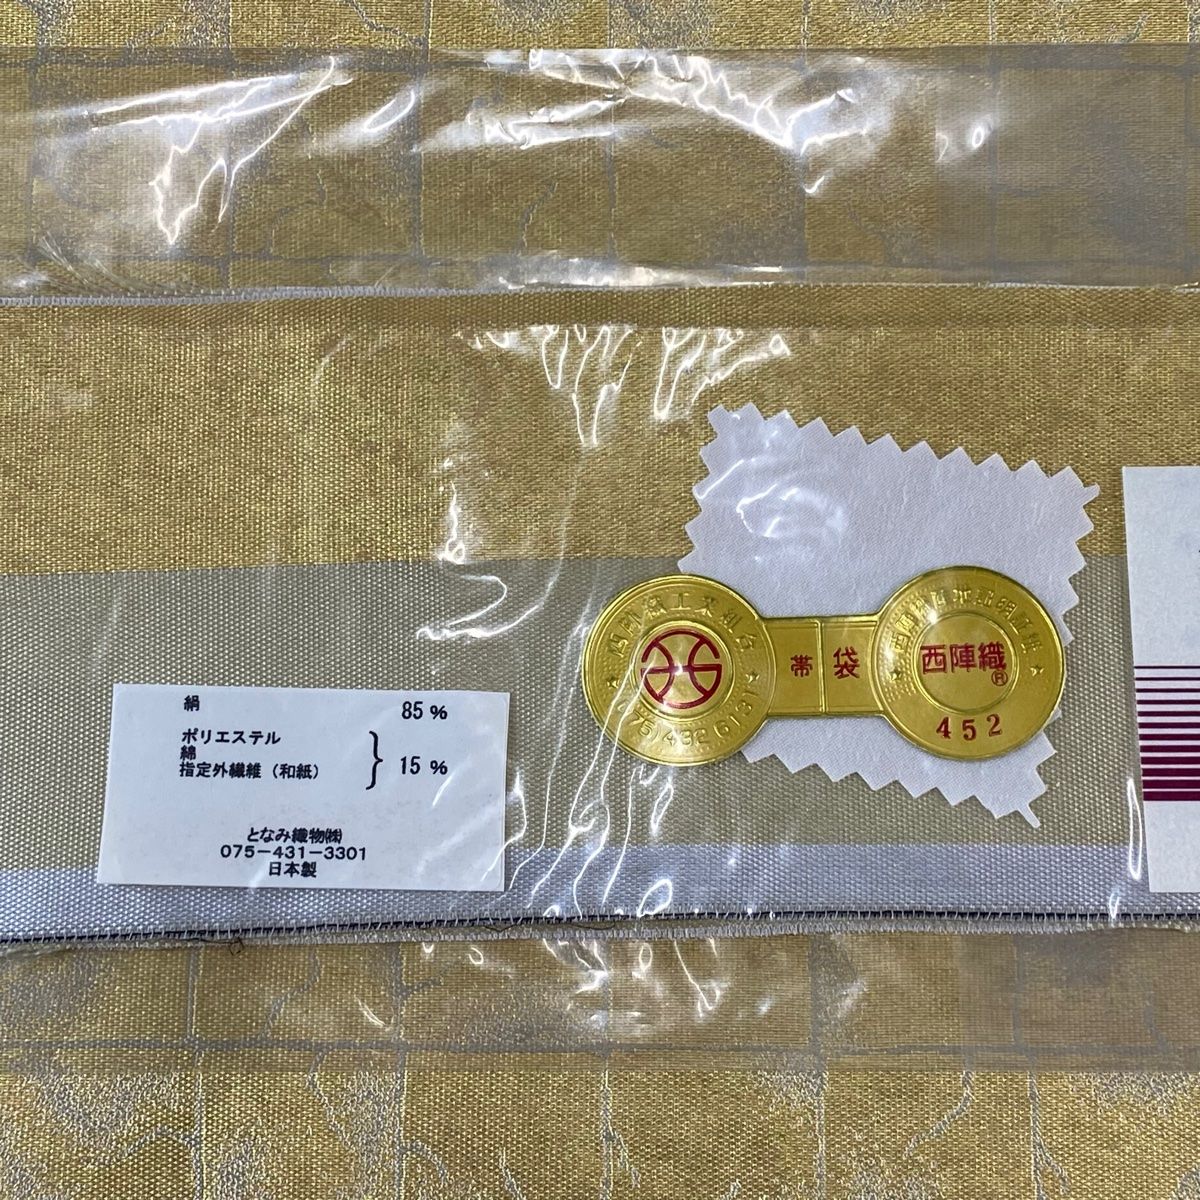 絹 85%
ポリエステル
綿
指定外繊維(和紙) 15%
となみ織物㈱
075-431-3301
日本製
西陣織工業組合
(075)432 6131
帯 袋
西陣織®
452